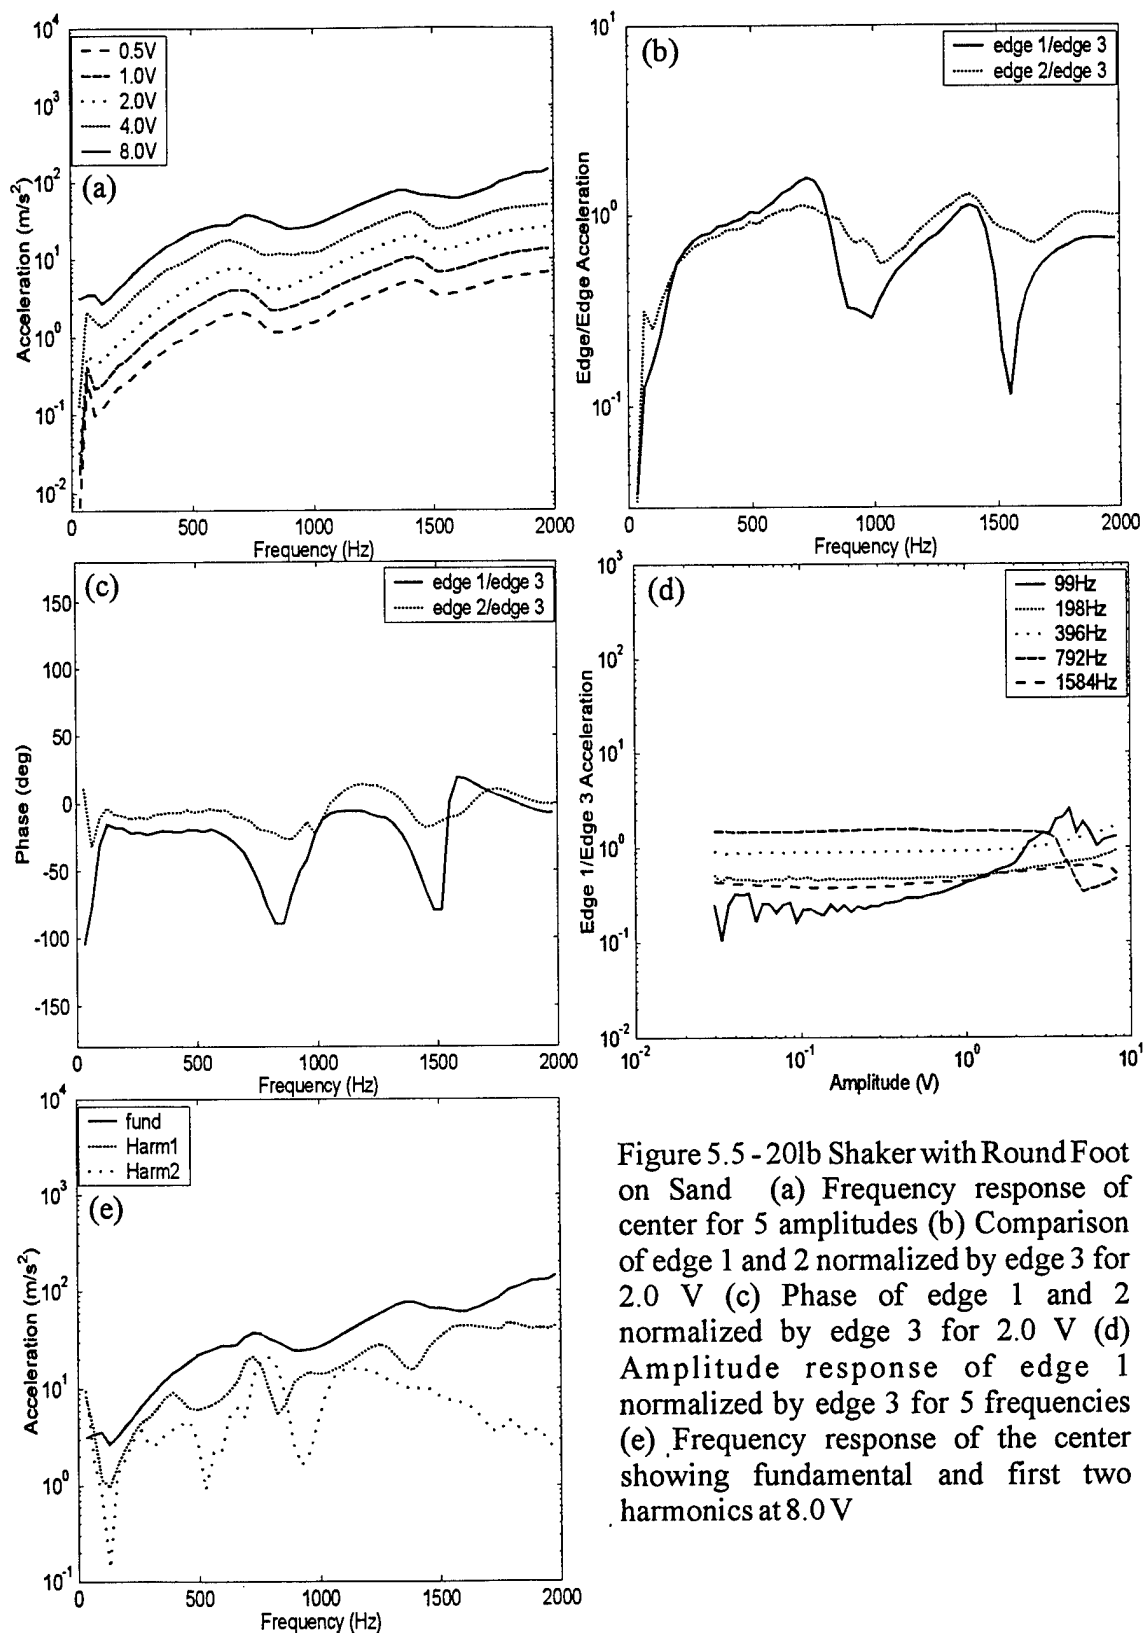 10^4
10^3
10^2
10^1
10^0
10^-1
10^-2
Acceleration (m/s^2)
0.5V
1.0V
2.0V
4.0V
8.0V
(a)
0 500 1000 1500 2000
Frequency (Hz)
10^1
10^0
10^-1
Edge/Edge Acceleration
(b)
edge 1/edge 3
edge 2/edge 3
0 500 1000 1500 2000
Frequency (Hz)
150
100
50
0
-50
-100
-150
Phase (deg)
(c)
edge 1/edge 3
edge 2/edge 3
0 500 1000 1500 2000
Frequency (Hz)
10^3
10^2
10^1
10^0
10^-1
10^-2
Edge 1/Edge 3 Acceleration
(d)
99Hz
198Hz
396Hz
792Hz
1584Hz
10^-2 10^-1 10^0 10^1
Amplitude (V)
10^4
10^3
10^2
10^1
10^0
10^-1
Acceleration (m/s^2)
fund
Harm1
Harm2
(e)
0 500 1000 1500 2000
Frequency (Hz)
Figure 5.5 - 20lb Shaker with Round Foot
on Sand (a) Frequency response of
center for 5 amplitudes (b) Comparison
of edge 1 and 2 normalized by edge 3 for
2.0 V (c) Phase of edge 1 and 2
normalized by edge 3 for 2.0 V (d)
Amplitude response of edge 1
normalized by edge 3 for 5 frequencies
(e) Frequency response of the center
showing fundamental and first two
harmonics at 8.0 V